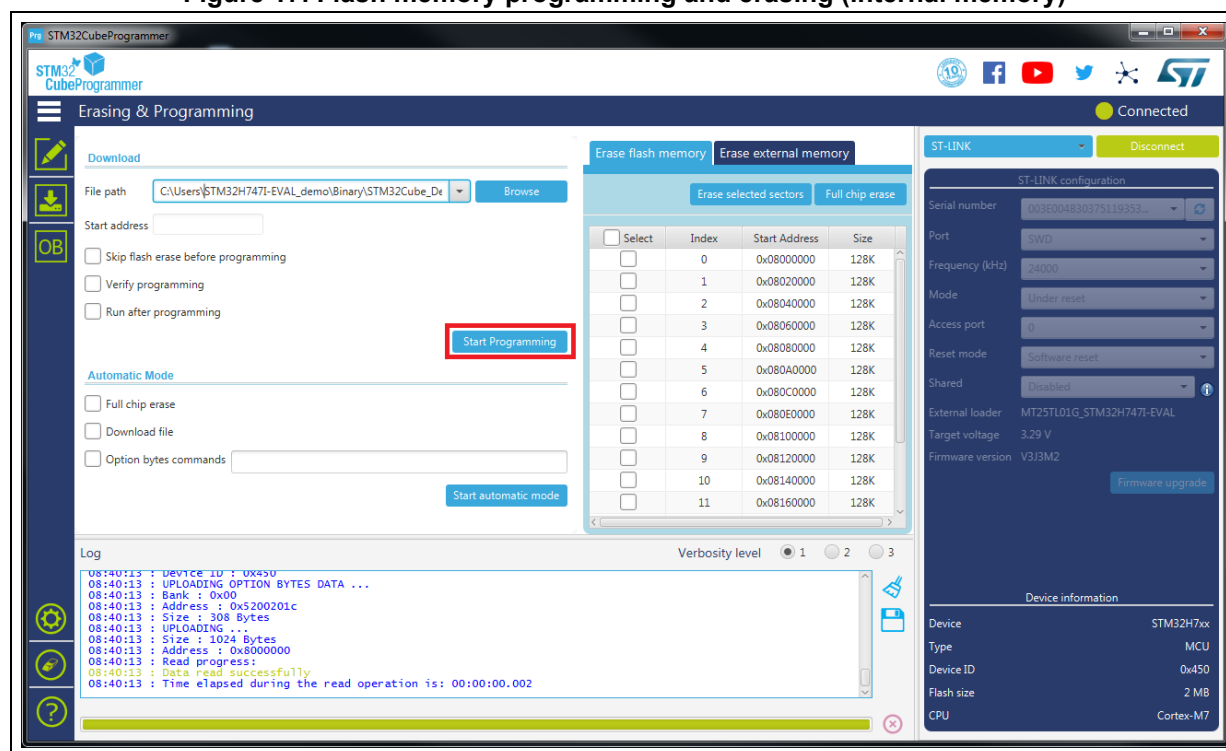 Figure 17. Flash memory programming and erasing (internal memory)
Prg STM32CubeProgrammer
STM32
CubeProgrammer
10
Erasing & Programming
Connected
Download
File path C:\Users\STM32H747I-EVAL_demo\Binary\STM32Cube_De Browse
Start address
Skip flash erase before programming
Verify programming
Run after programming
Start Programming
Automatic Mode
Full chip erase
Download file
Option bytes commands
Start automatic mode
OB
Erase flash memory Erase external memory
Erase selected sectors Full chip erase
Select Index Start Address Size
0 0x08000000 128K
1 0x08020000 128K
2 0x08040000 128K
3 0x08060000 128K
4 0x08080000 128K
5 0x080A0000 128K
6 0x080C0000 128K
7 0x080E0000 128K
8 0x08100000 128K
9 0x08120000 128K
10 0x08140000 128K
11 0x08160000 128K
ST-LINK Disconnect
ST-LINK configuration
Serial number 003E004830375119353...
Port SWD
Frequency (kHz) 24000
Mode Under reset
Access port 0
Reset mode Software reset
Shared Disabled
External loader MT25TL01G_STM32H747I-EVAL
Target voltage 3.29 V
Firmware version V3J3M2
Firmware upgrade
Log Verbosity level 1 2 3
08:40:13 : Device ID : 0x450
08:40:13 : UPLOADING OPTION BYTES DATA ...
08:40:13 : Bank : 0x00
08:40:13 : Address : 0x5200201c
08:40:13 : Size : 308 Bytes
08:40:13 : UPLOADING ...
08:40:13 : Size : 1024 Bytes
08:40:13 : Address : 0x8000000
08:40:13 : Read progress:
08:40:13 : Data read successfully
08:40:13 : Time elapsed during the read operation is: 00:00:00.002
Device information
Device STM32H7xx
Type MCU
Device ID 0x450
Flash size 2 MB
CPU Cortex-M7